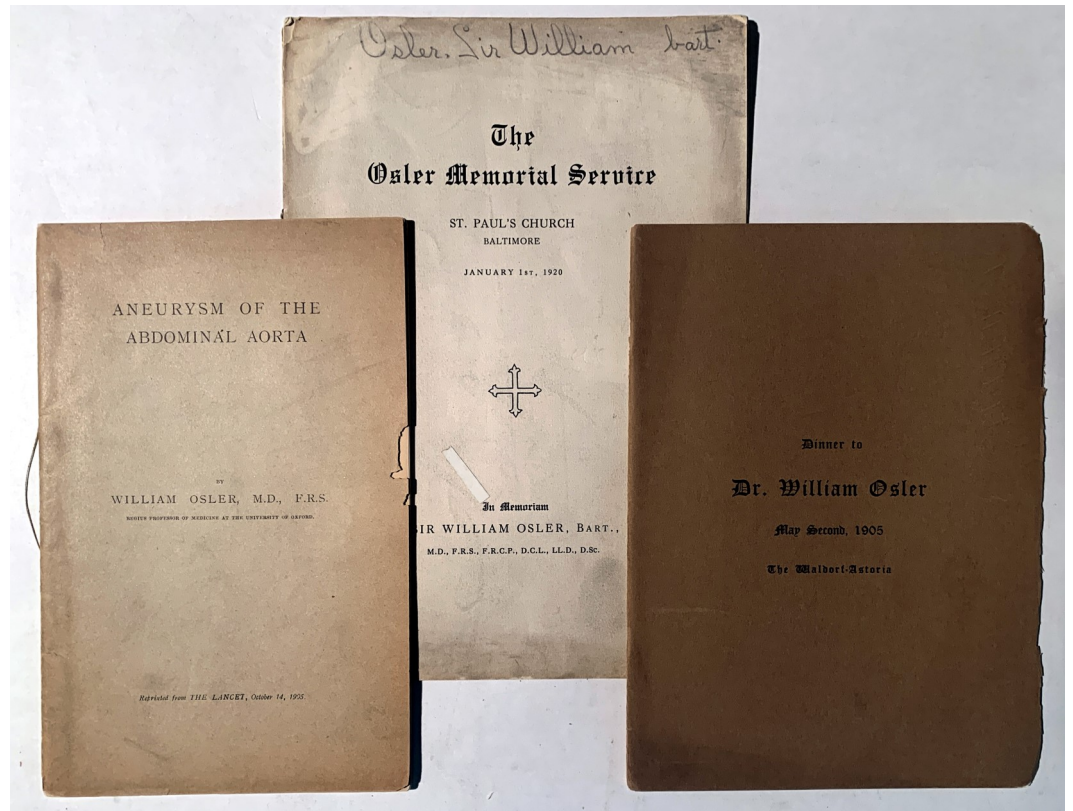 Osler. Sir William bart.
The
Osler Memorial Service
ST. PAUL'S CHURCH
BALTIMORE
JANUARY 1ST, 1920
In Memoriam
SIR WILLIAM OSLER, BART.,
M.D., F.R.S., F.R.C.P., D.C.L., LL.D., D.Sc.
ANEURYSM OF THE
ABDOMINAL AORTA
BY
WILLIAM OSLER, M.D., F.R.S.
REGIUS PROFESSOR OF MEDICINE AT THE UNIVERSITY OF OXFORD.
Reprinted from THE LANCET, October 14, 1905.
Dinner to
Dr. William Osler
May Second, 1905
The Waldorf-Astoria